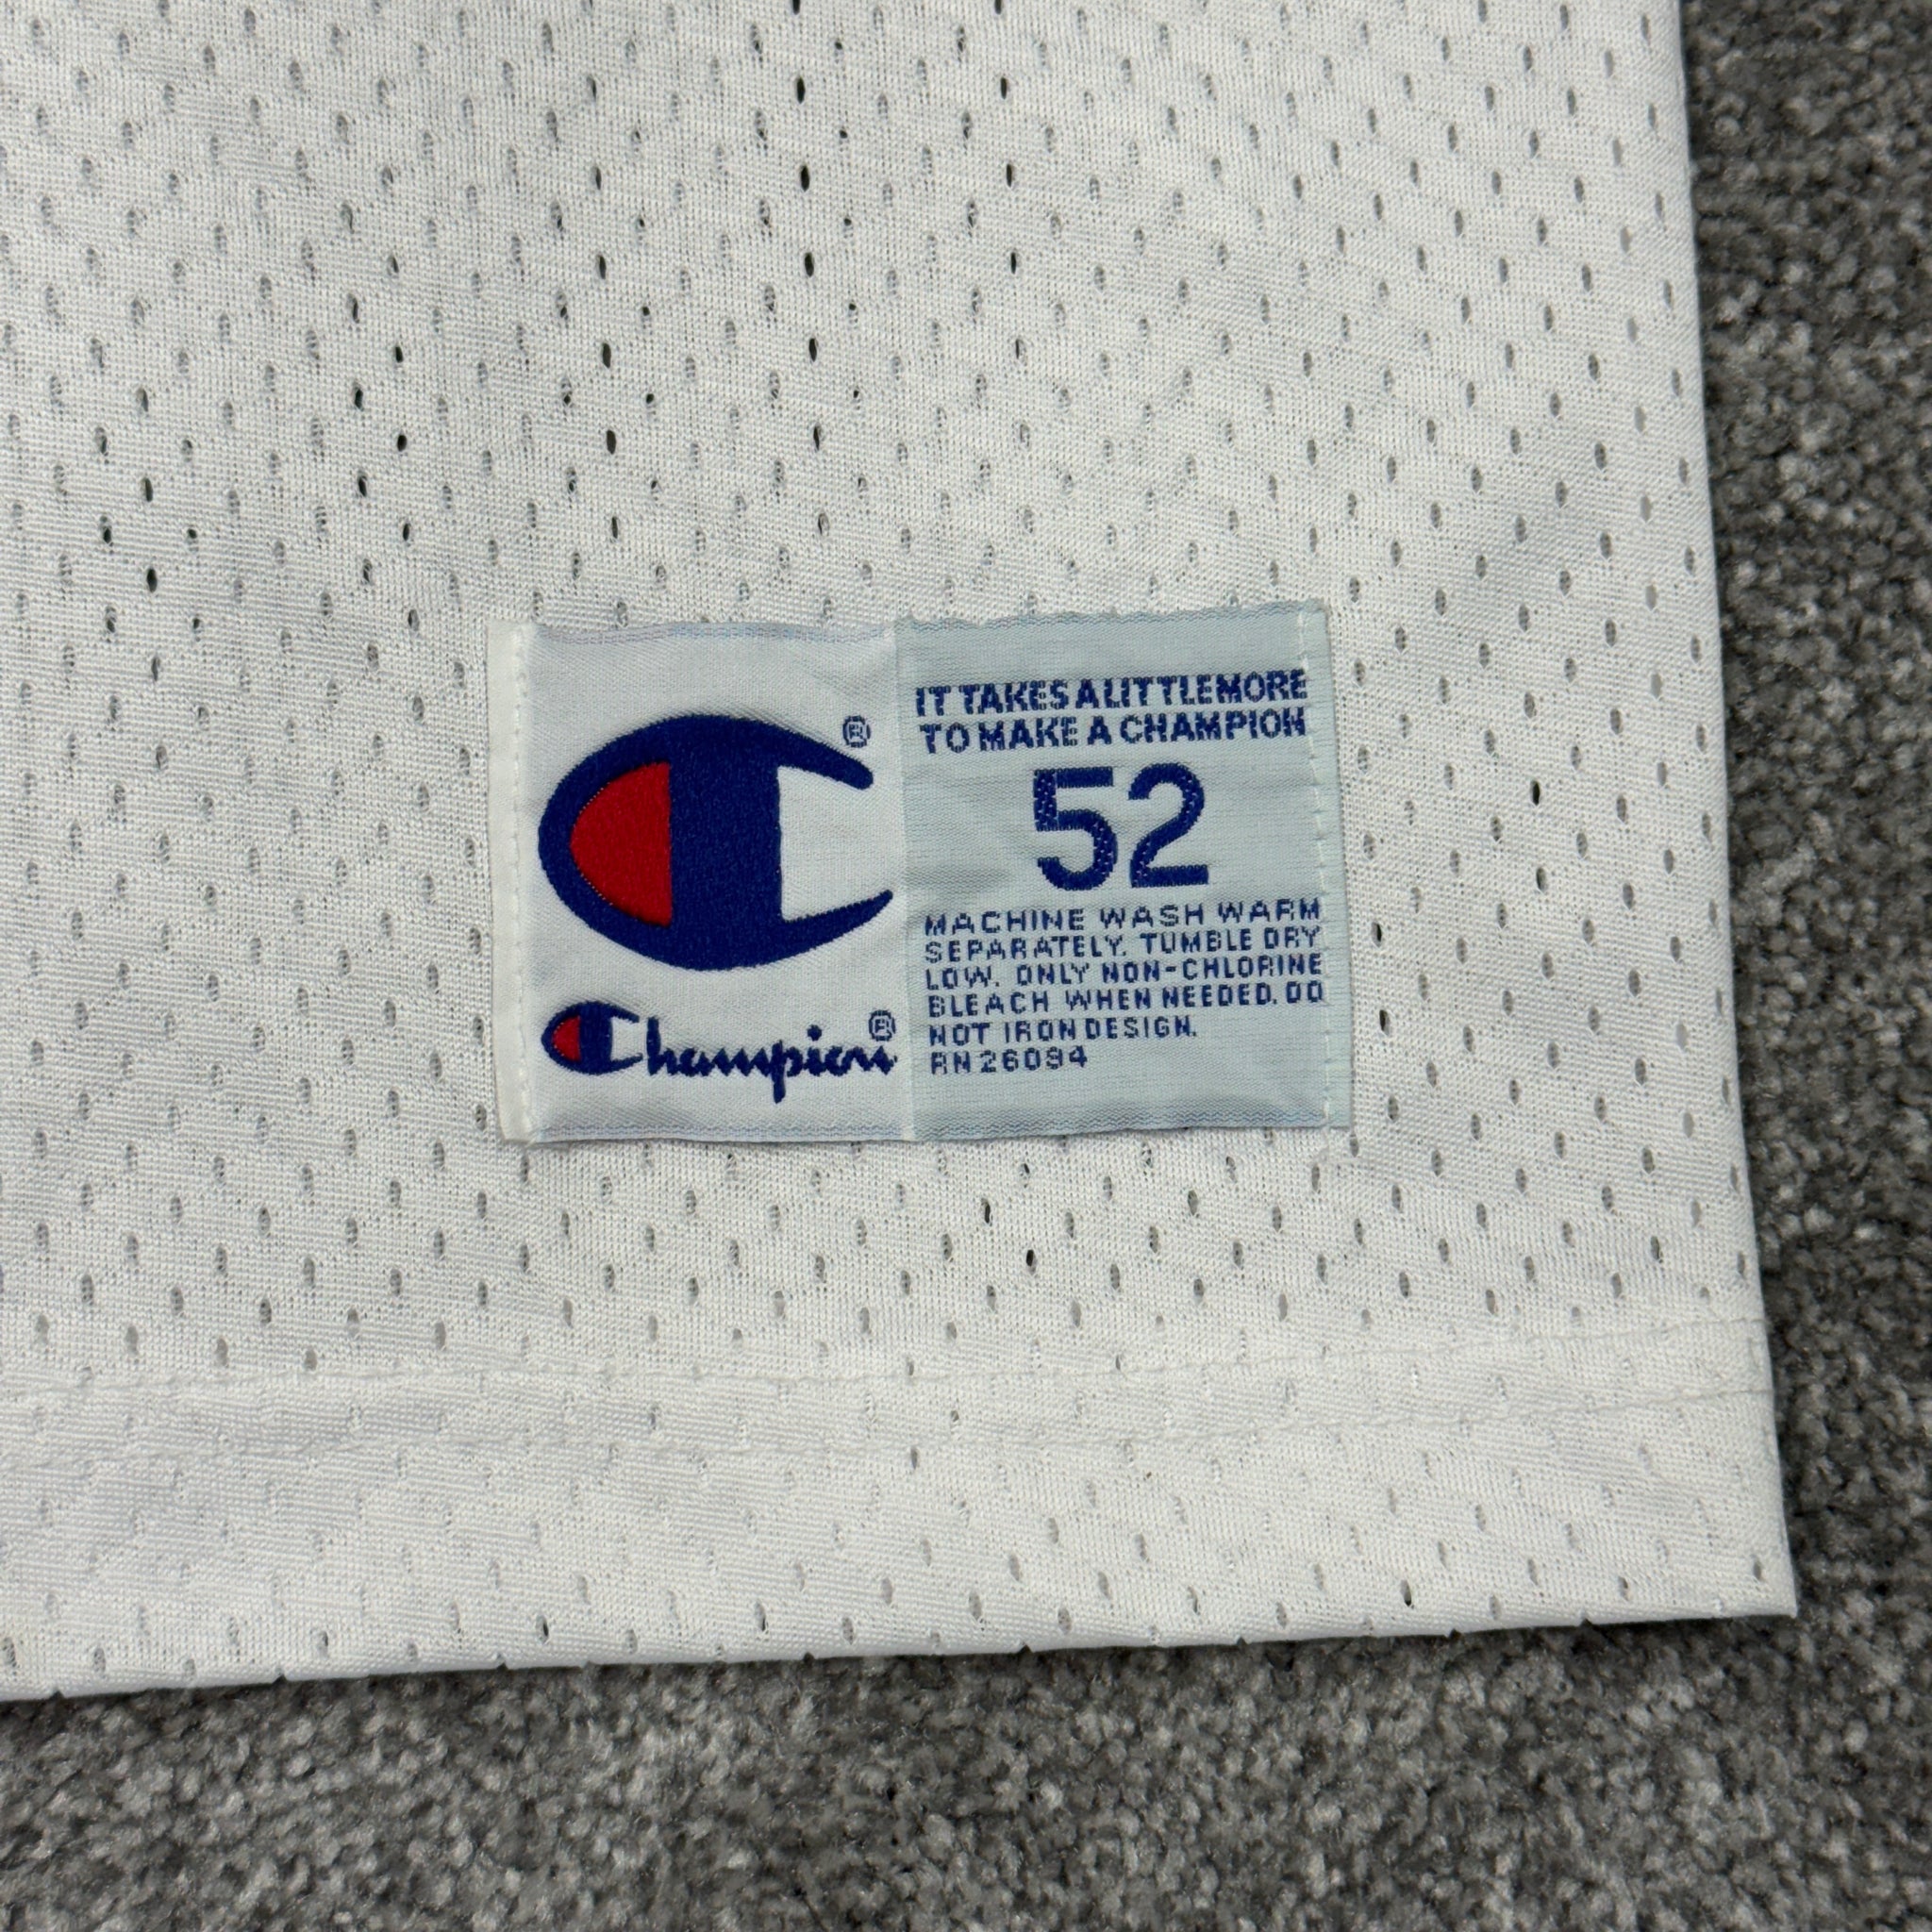 ®
Champion®
IT TAKES A LITTLE MORE
TO MAKE A CHAMPION
52
MACHINE WASH WARM
SEPARATELY. TUMBLE DRY
LOW. ONLY NON-CHLORINE
BLEACH WHEN NEEDED. DO
NOT IRON DESIGN.
RN 26094